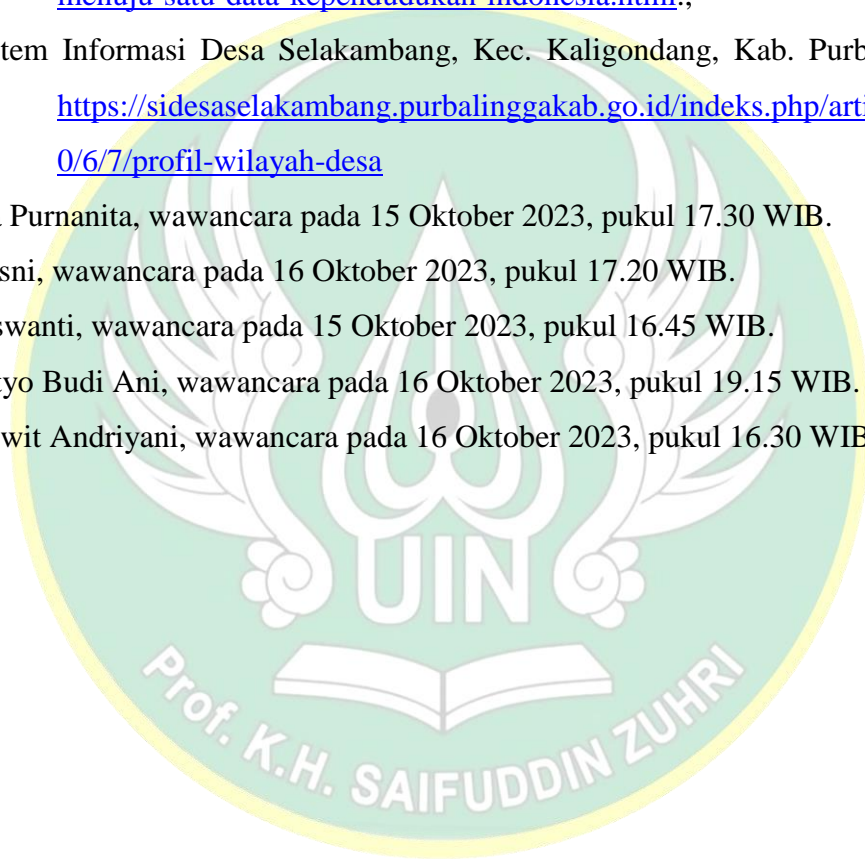 menuju-satu-data-kependudukan-indonesia.html.,
tem Informasi Desa Selakambang, Kec. Kaligondang, Kab. Purb
https://sidesaselakambang.purbalinggakab.go.id/indeks.php/arti
0/6/7/profil-wilayah-desa
Purnanita, wawancara pada 15 Oktober 2023, pukul 17.30 WIB.
sni, wawancara pada 16 Oktober 2023, pukul 17.20 WIB.
swanti, wawancara pada 15 Oktober 2023, pukul 16.45 WIB.
tyo Budi Ani, wawancara pada 16 Oktober 2023, pukul 19.15 WIB.
wit Andriyani, wawancara pada 16 Oktober 2023, pukul 16.30 WIB
UIN
Prof. K.H. SAIFUDDIN ZUHRI